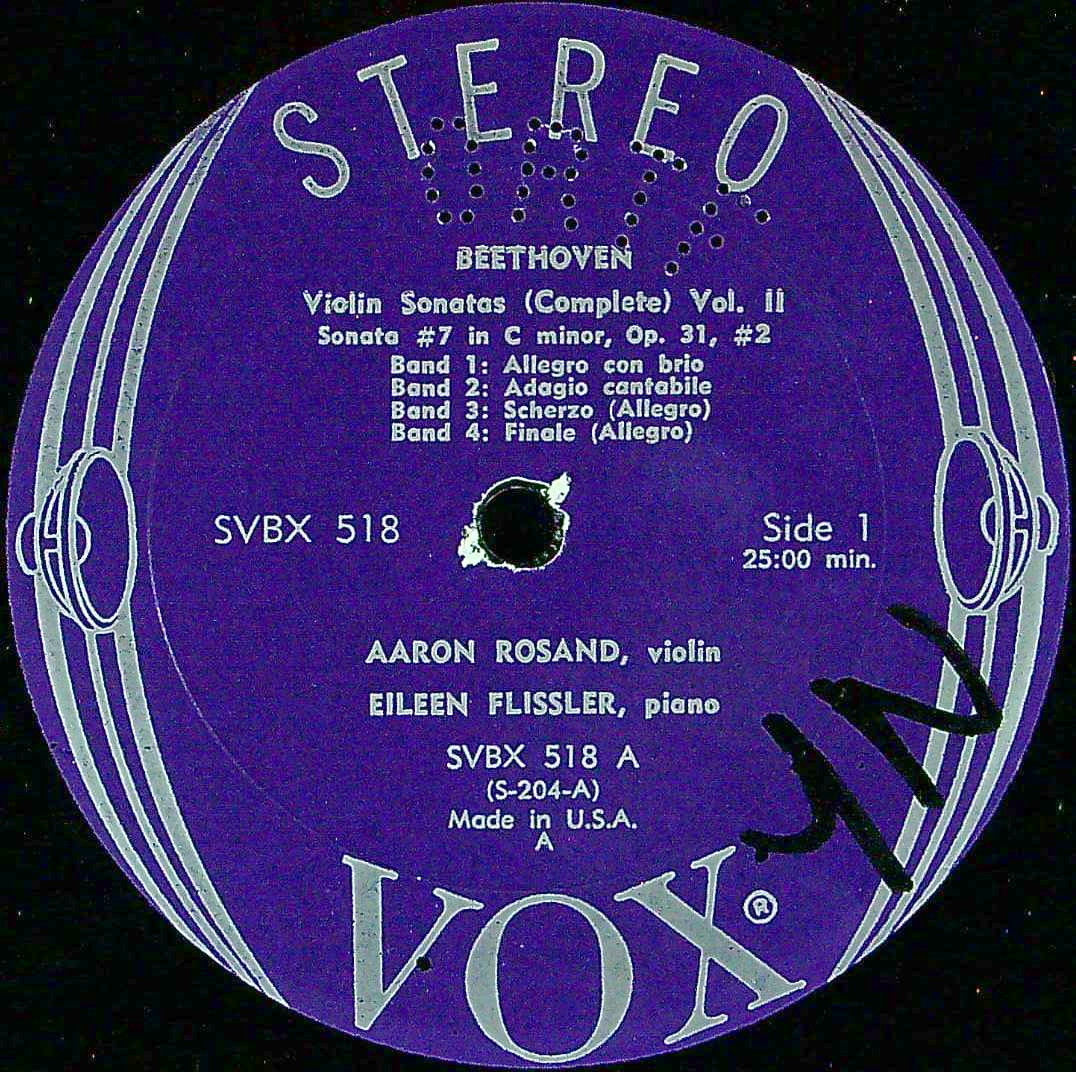 STEREO
BEETHOVEN
Violin Sonatas (Complete) Vol. II
Sonata #7 in C minor, Op. 31, #2
Band 1: Allegro con brio
Band 2: Adagio cantabile
Band 3: Scherzo (Allegro)
Band 4: Finale (Allegro)
SVBX 518
Side 1
25:00 min.
AARON ROSAND, violin
EILEEN FLISSLER, piano
SVBX 518 A
(S-204-A)
Made in U.S.A.
A
VOX®